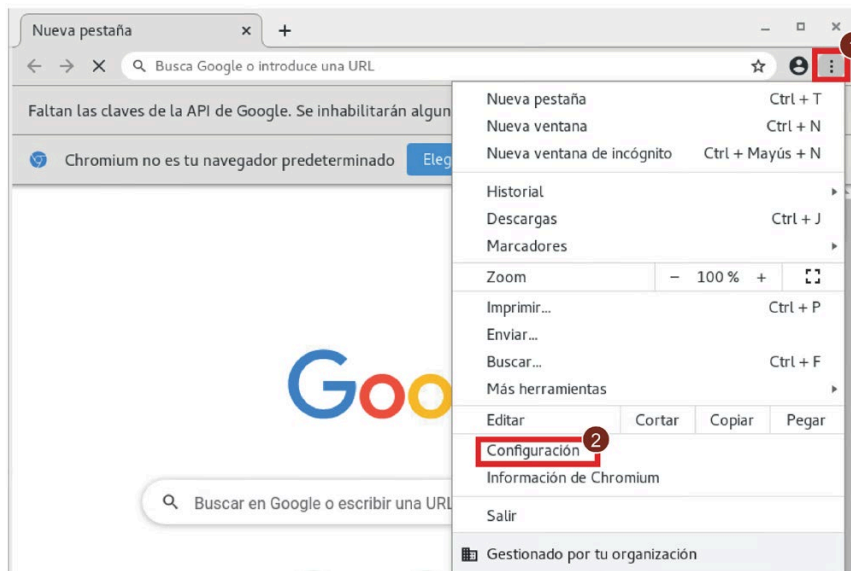 Nueva pestaña
Busca Google o introduce una URL
1
Faltan las claves de la API de Google. Se inhabilitarán algun
Chromium no es tu navegador predeterminado Eleg
Nueva pestaña Ctrl + T
Nueva ventana Ctrl + N
Nueva ventana de incógnito Ctrl + Mayús + N
Historial
Descargas Ctrl + J
Marcadores
Zoom − 100 % +
Imprimir... Ctrl + P
Enviar...
Buscar... Ctrl + F
Más herramientas
Editar Cortar Copiar Pegar
Configuración 2
Información de Chromium
Salir
Gestionado por tu organización
Goo
Buscar en Google o escribir una URL